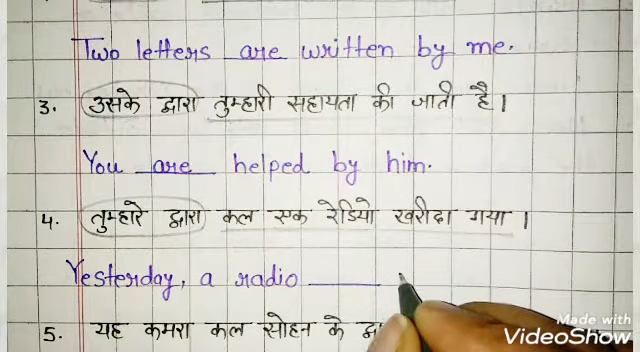 Two letters are written by me.
3. उसके द्वारा तुम्हारी सहायता की जाती है।
You are helped by him.
4. तुम्हारे द्वारा कल एक रेडियो खरीदा गया।
Yesterday, a radio ____
5. यह कमरा कल सोहन के
Made with
VideoShow